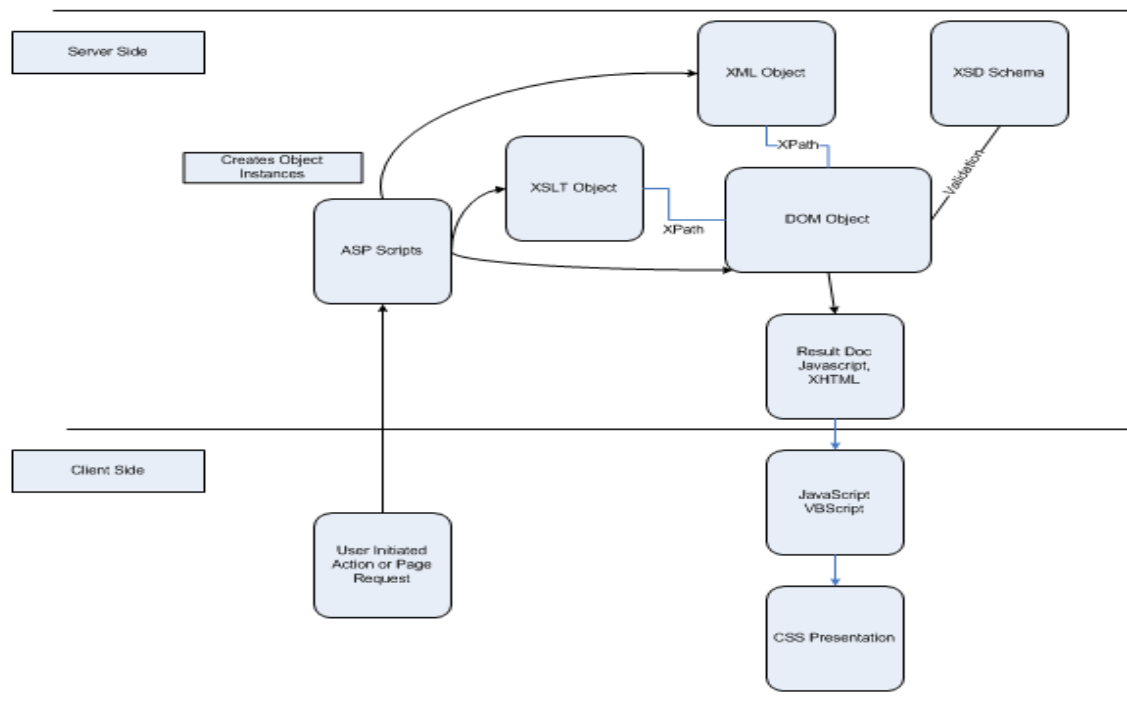 Server Side
XML Object
XSD Schema
XPath
Creates Object
Instances
Validation
XSLT Object
DOM Object
XPath
ASP Scripts
Result Doc
Javascript,
XHTML
Client Side
JavaScript
VBScript
User Initiated
Action or Page
Request
CSS Presentation